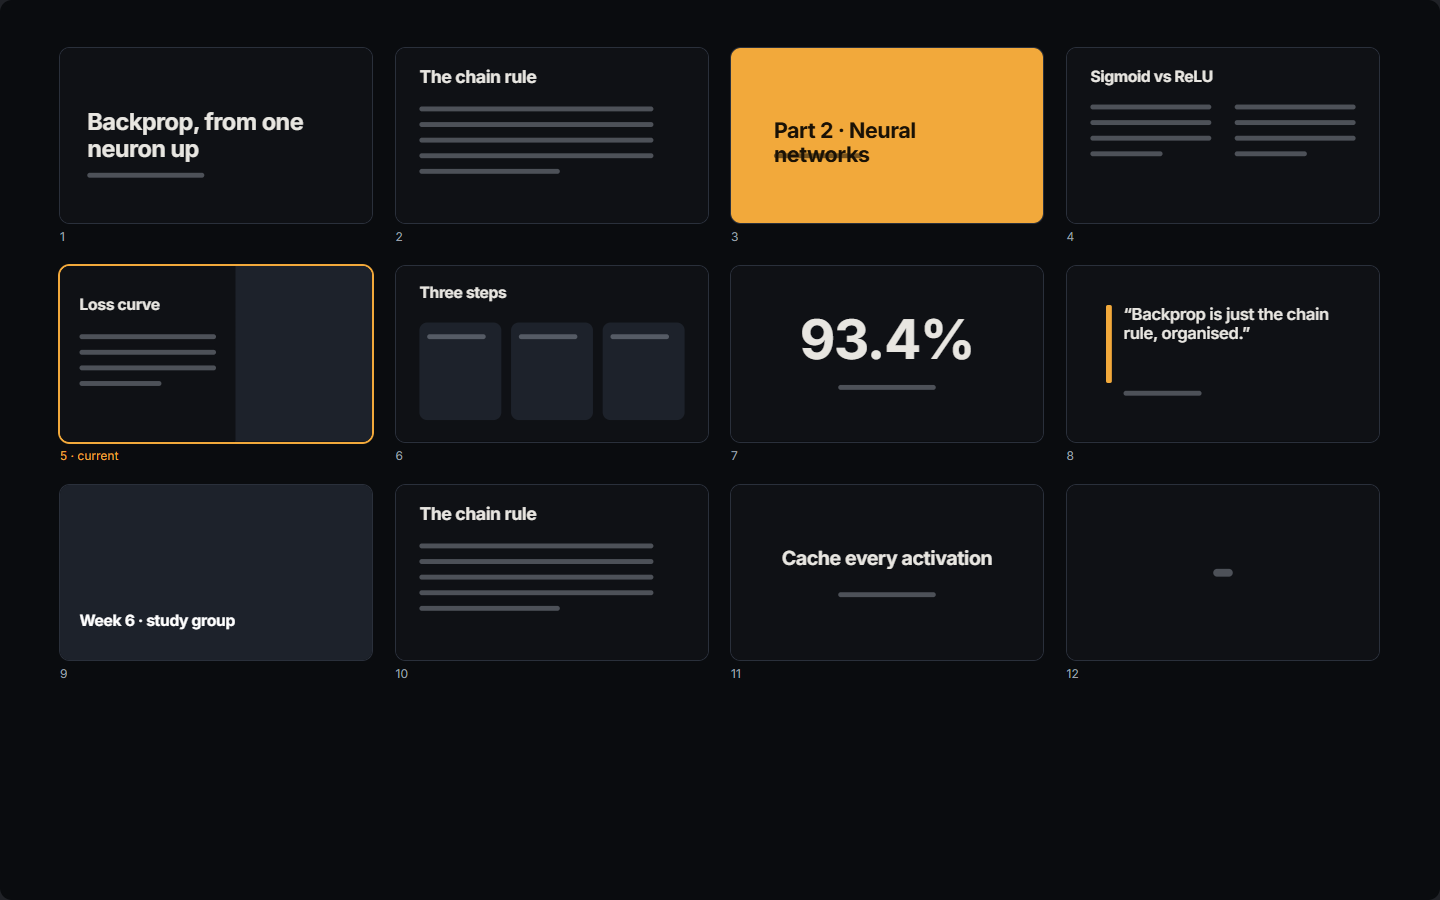 Backprop, from one
neuron up
1
The chain rule
2
Part 2 · Neural
networks
3
Sigmoid vs ReLU
4
Loss curve
5 · current
Three steps
6
93.4%
7
“Backprop is just the chain
rule, organised.”
8
Week 6 · study group
9
The chain rule
10
Cache every activation
11
12